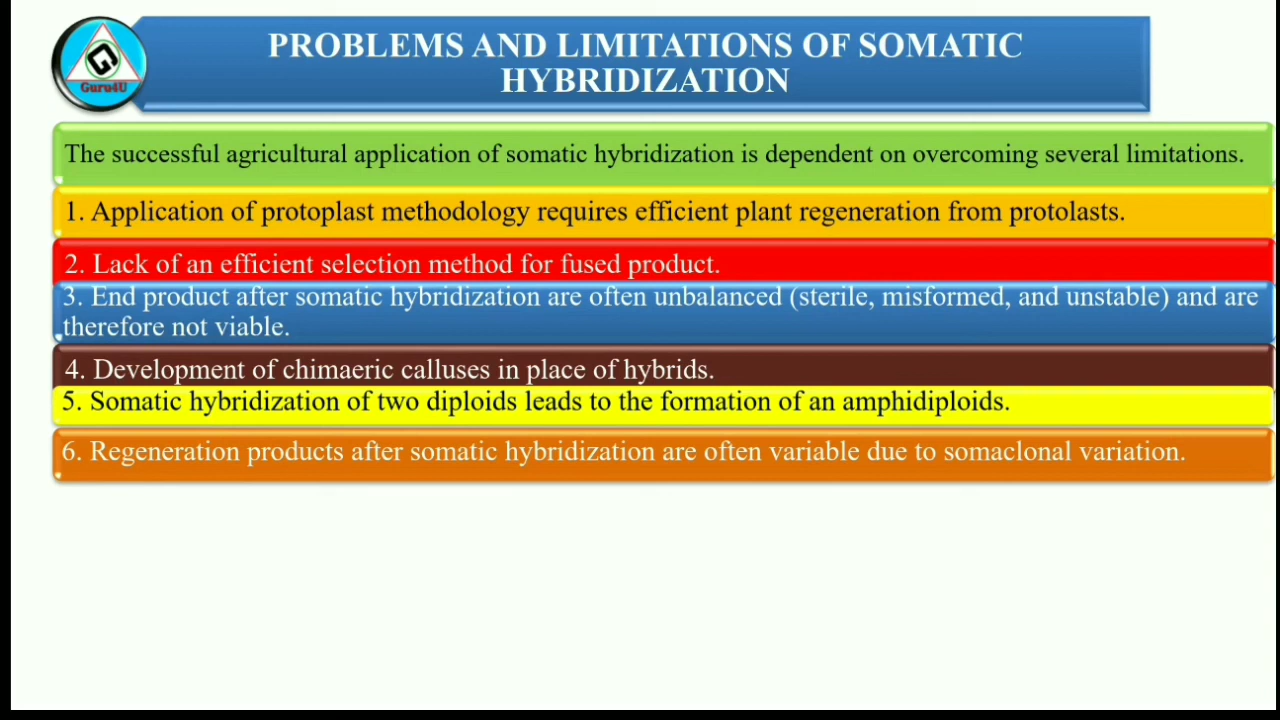 PROBLEMS AND LIMITATIONS OF SOMATIC
HYBRIDIZATION
Guru4U
The successful agricultural application of somatic hybridization is dependent on overcoming several limitations.
1. Application of protoplast methodology requires efficient plant regeneration from protolasts.
2. Lack of an efficient selection method for fused product.
3. End product after somatic hybridization are often unbalanced (sterile, misformed, and unstable) and are
therefore not viable.
4. Development of chimaeric calluses in place of hybrids.
5. Somatic hybridization of two diploids leads to the formation of an amphidiploids.
6. Regeneration products after somatic hybridization are often variable due to somaclonal variation.